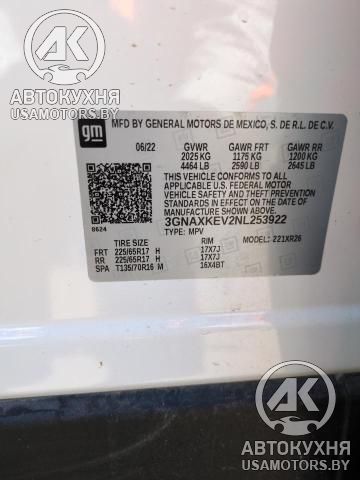 АВТОКУХНЯ
USAMOTORS.BY
АВТОКУХНЯ
USAMOTORS.BY
gm
MFD BY GENERAL MOTORS DE MEXICO, S. DE R.L. DE C.V.
06/22 GVWR GAWR FRT GAWR RR
2025 KG 1175 KG 1200 KG
4464 LB 2590 LB 2645 LB
THIS VEHICLE CONFORMS TO ALL
APPLICABLE U.S. FEDERAL MOTOR
VEHICLE SAFETY AND THEFT PREVENTION
STANDARDS IN EFFECT ON THE DATE OF
MANUFACTURE SHOWN ABOVE.
3GNAXKEV2NL253922
8624 TYPE: MPV MODEL: 221XR26
TIRE SIZE RIM
FRT 225/65R17 H 17X7J
RR 225/65R17 H 17X7J
SPA T135/70R16 M 16X4BT
АВТОКУХНЯ
USAMOTORS.BY